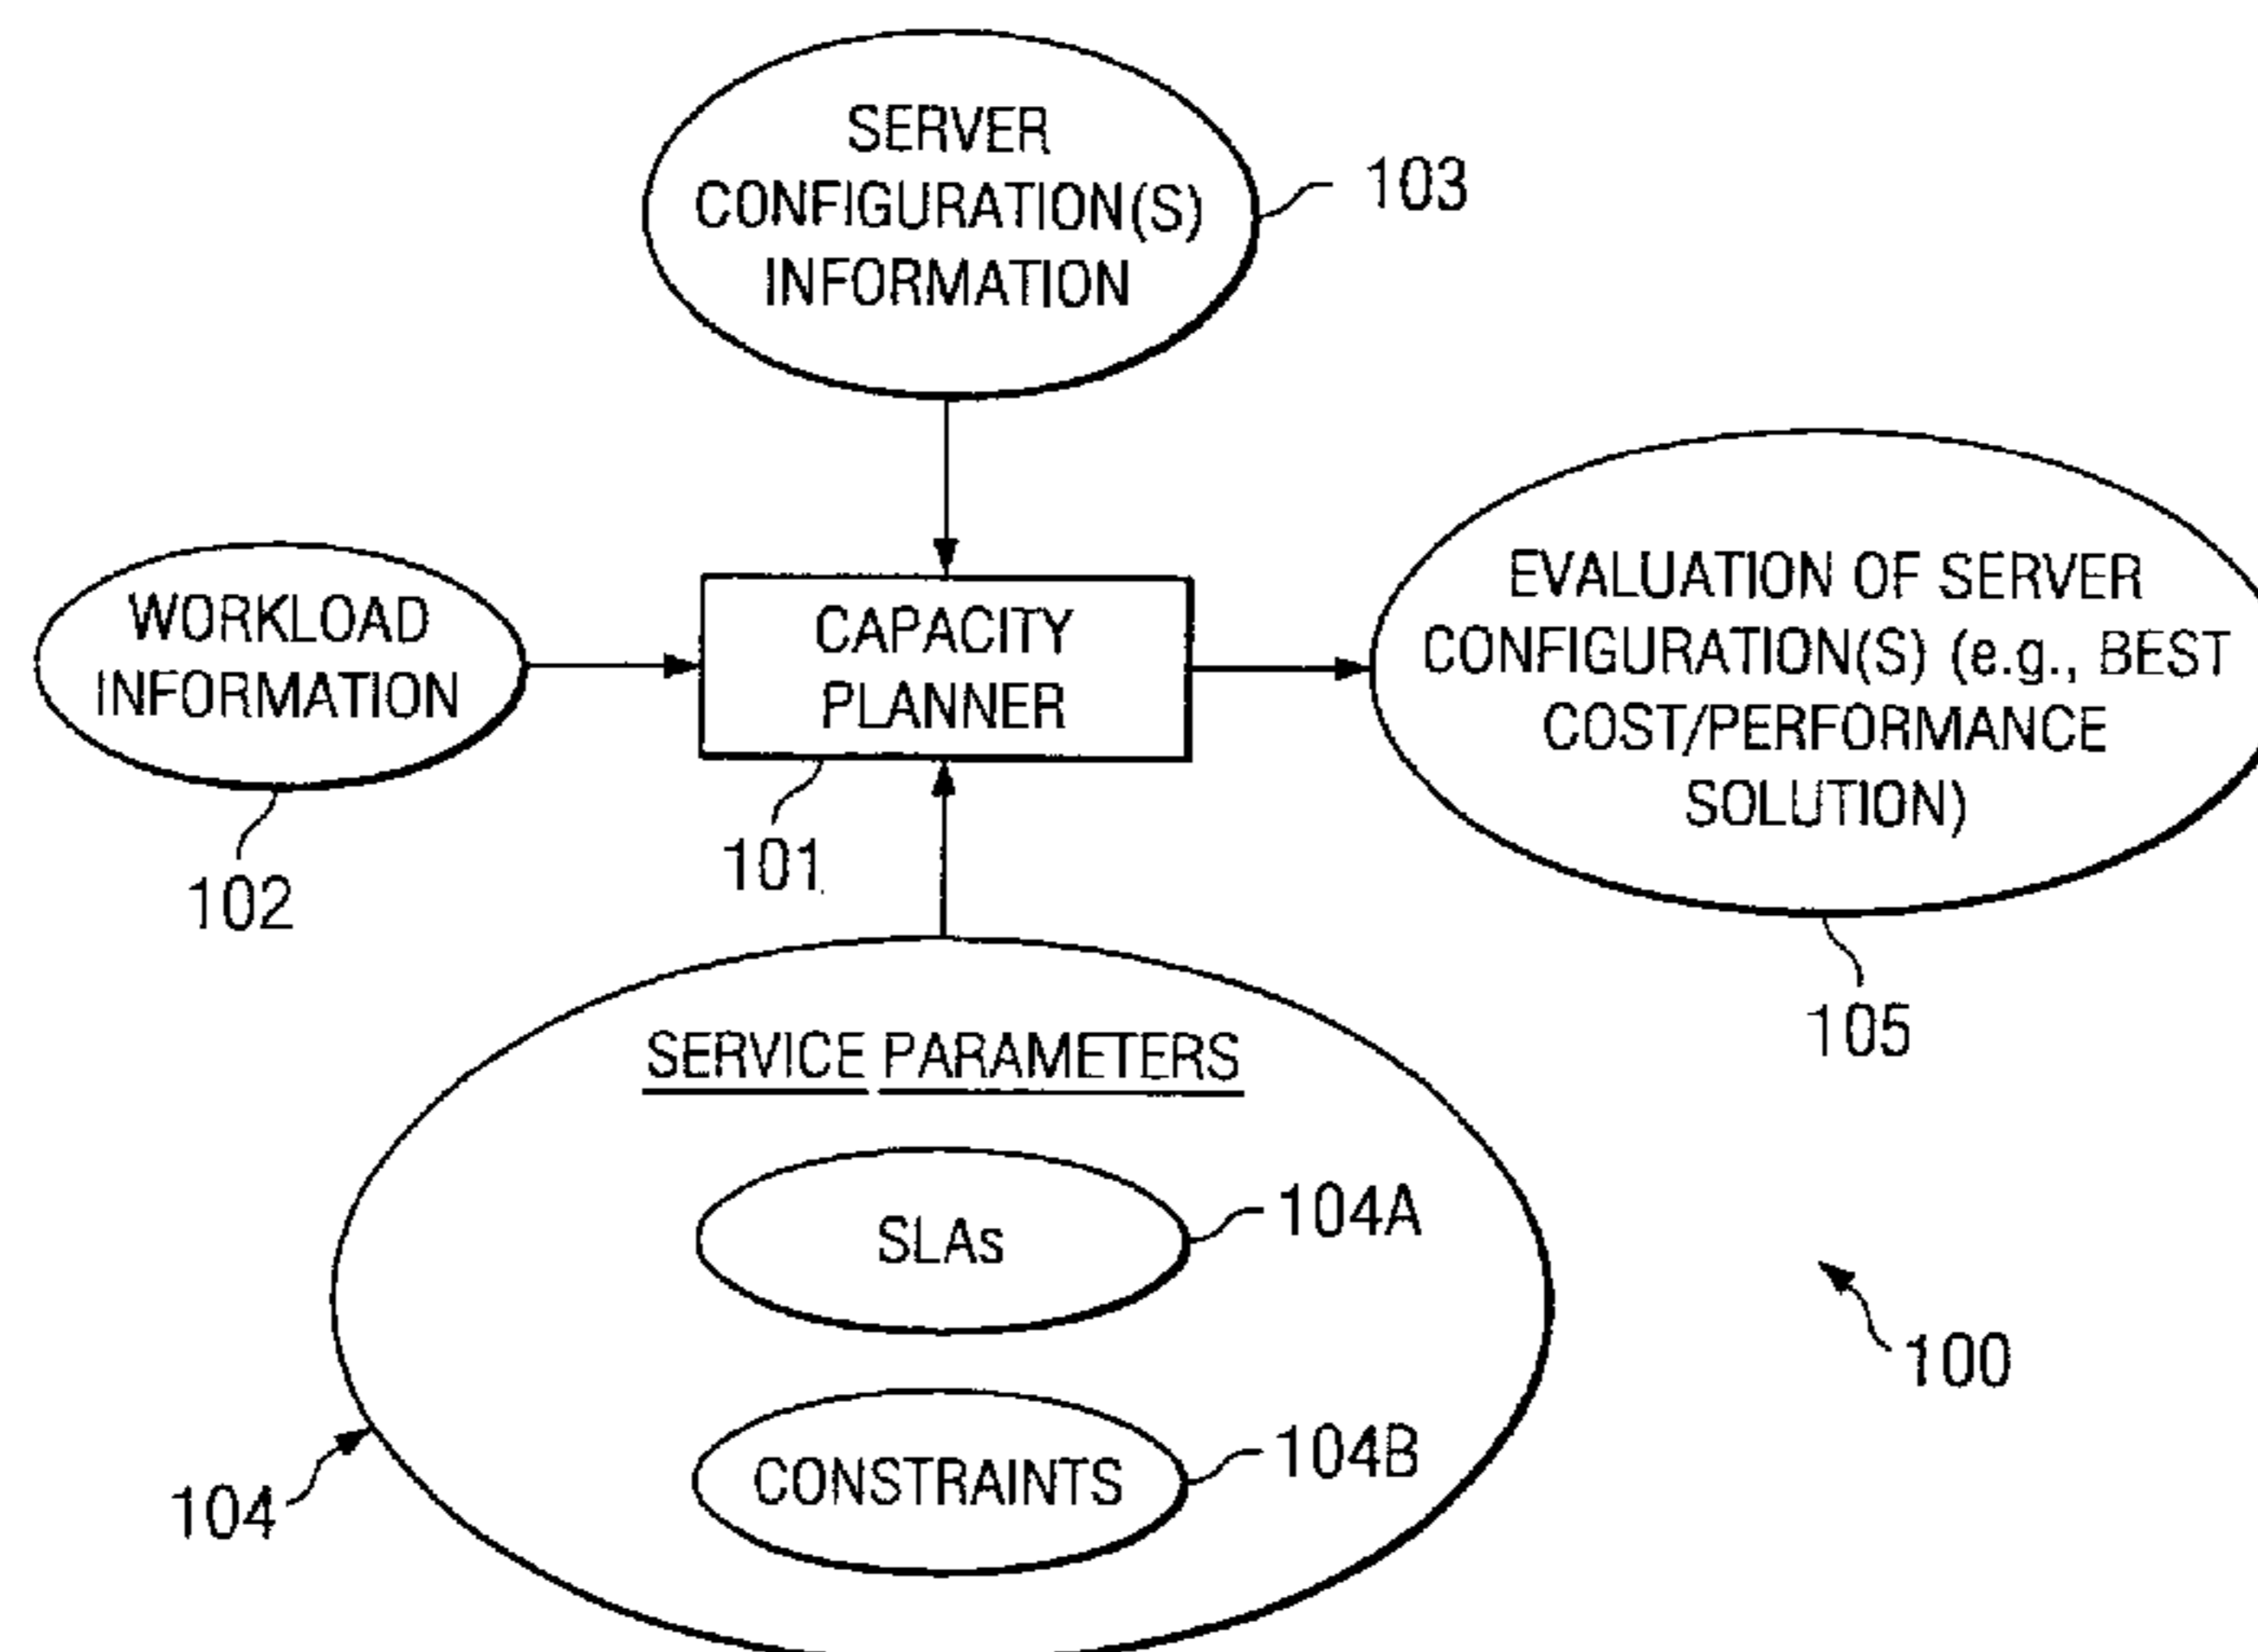 SERVER
CONFIGURATION(S)
INFORMATION
103
WORKLOAD
INFORMATION
102
CAPACITY
PLANNER
101
EVALUATION OF SERVER
CONFIGURATION(S) (e.g., BEST
COST/PERFORMANCE
SOLUTION)
105
SERVICE PARAMETERS
SLAs
104A
CONSTRAINTS
104B
104
100